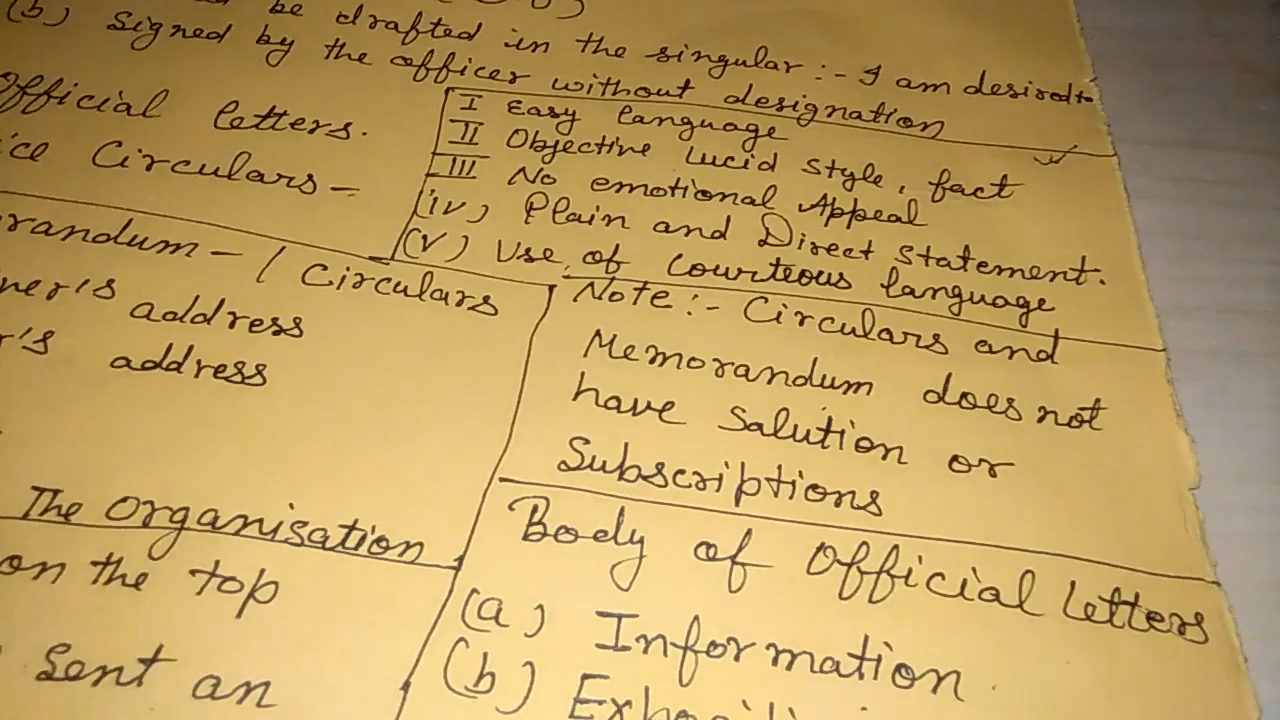 be drafted in the singular :- I am desired to
(b) Signed by the officer without designation
Official letters.
Circulars -
I Easy language
II Objective Lucid Style, fact
III No emotional Appeal
(iv) Plain and Direct Statement.
(v) Use of Courteous language
- / Circulars
address
address
Note :- Circulars and
Memorandum does not
have Salution or
Subscriptions
The Organisation
on the top
Sent an
Body of Official Letters
(a) Information
(b)